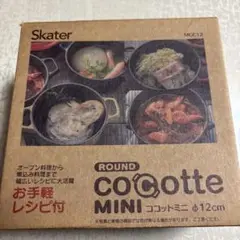 Skater
MGC12
オーブン料理から
煮込み料理まで
幅広いレシピに大活躍
お手軽
レシピ付
ROUND
cocotte
MINI ココットミニ φ12cm